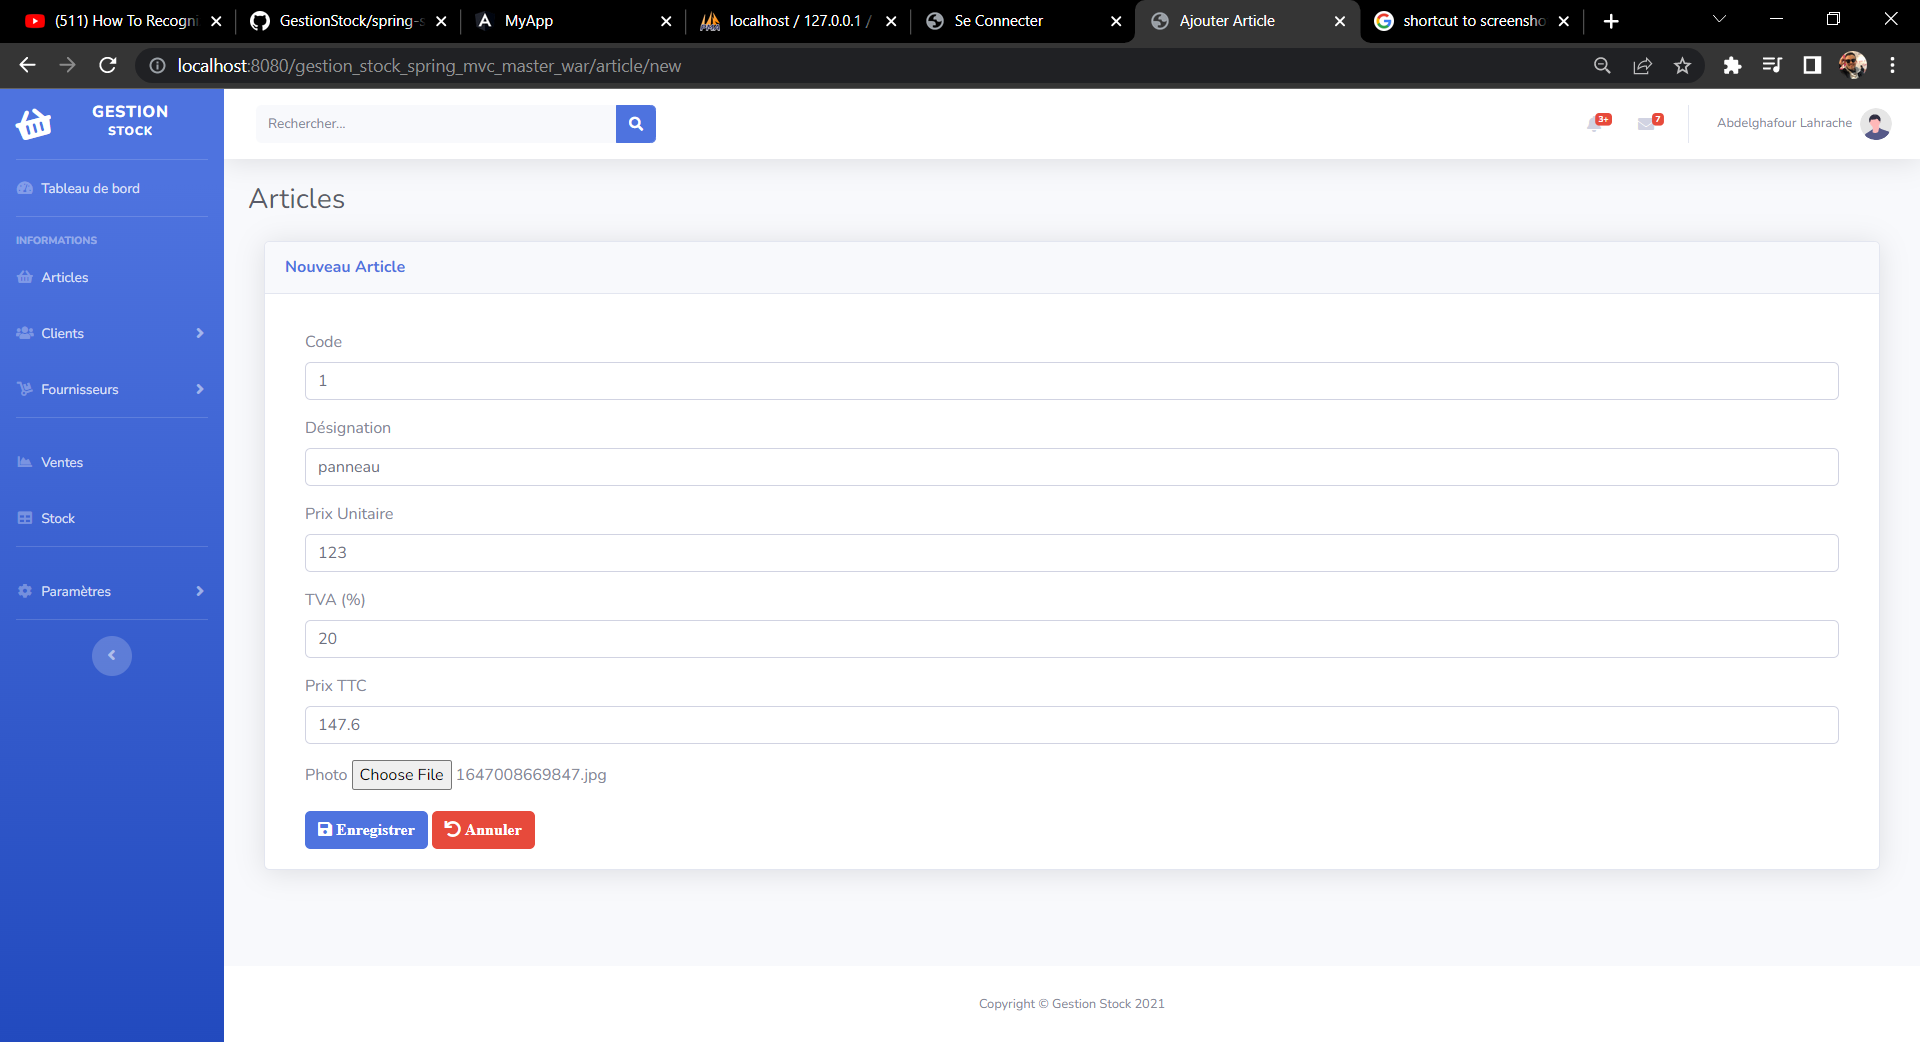 (511) How To Recogni
GestionStock/spring-s
MyApp
localhost / 127.0.0.1 /
Se Connecter
Ajouter Article
shortcut to screensho
localhost:8080/gestion_stock_spring_mvc_master_war/article/new
GESTION
STOCK
Rechercher...
3+
7
Abdelghafour Lahrache
Tableau de bord
INFORMATIONS
Articles
Clients
Fournisseurs
Ventes
Stock
Paramètres
Articles
Nouveau Article
Code
1
Désignation
panneau
Prix Unitaire
123
TVA (%)
20
Prix TTC
147.6
Photo Choose File 1647008669847.jpg
Enregistrer Annuler
Copyright © Gestion Stock 2021